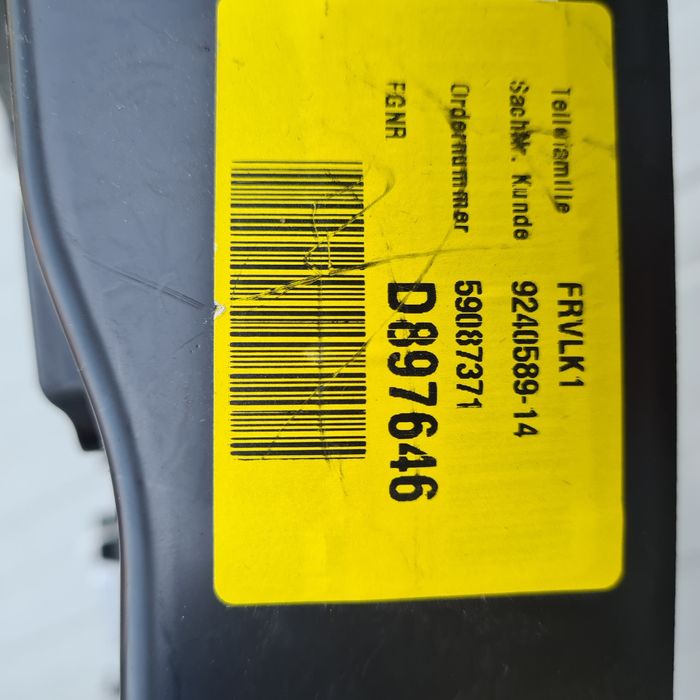 Teilefamilie FRVLK1
SachNr. Kunde 9240589-14
Ordernummer 59087371
FGNR D897646